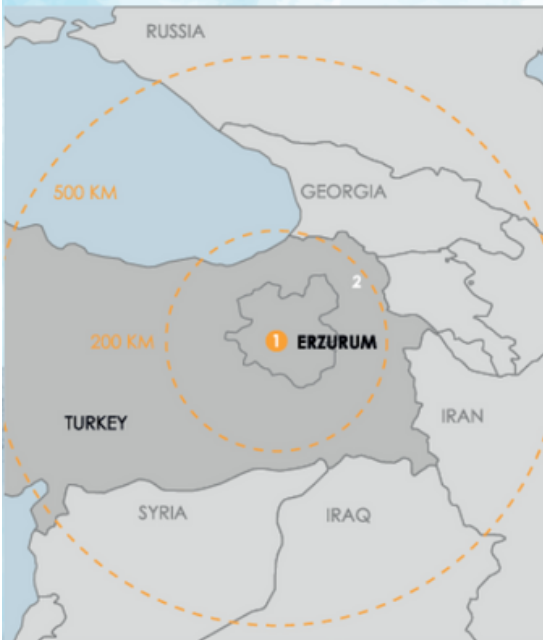 RUSSIA
500 KM
GEORGIA
2
200 KM
1 ERZURUM
TURKEY
IRAN
SYRIA
IRAQ